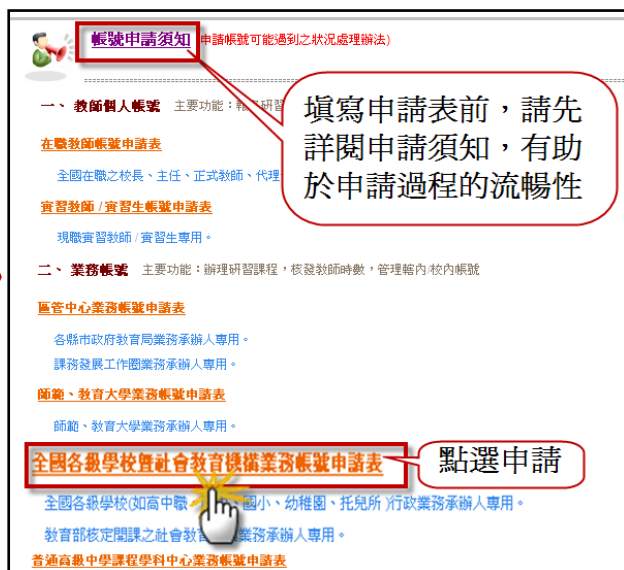 帳號申請須知 申請帳號可能遇到之狀況處理辦法)
一、 教師個人帳號 主要功能：報名研習
填寫申請表前，請先
詳閱申請須知，有助
於申請過程的流暢性
在職教師帳號申請表
全國在職之校長、主任、正式教師、代理
實習教師 / 實習生帳號申請表
現職實習教師 / 實習生專用。
二、 業務帳號 主要功能：辦理研習課程，核發教師時數，管理轄內/校內帳號
區管中心業務帳號申請表
各縣市政府教育局業務承辦人專用。
課務發展工作圈業務承辦人專用。
師範、教育大學業務帳號申請表
師範、教育大學業務承辦人專用。
全國各級學校暨社會教育機構業務帳號申請表
點選申請
全國各級學校(如高中職、 國小、幼稚園、托兒所 )行政業務承辦人專用。
教育部核定開課之社會教育 業務承辦人專用。
普通高級中學課程學科中心業務帳號申請表